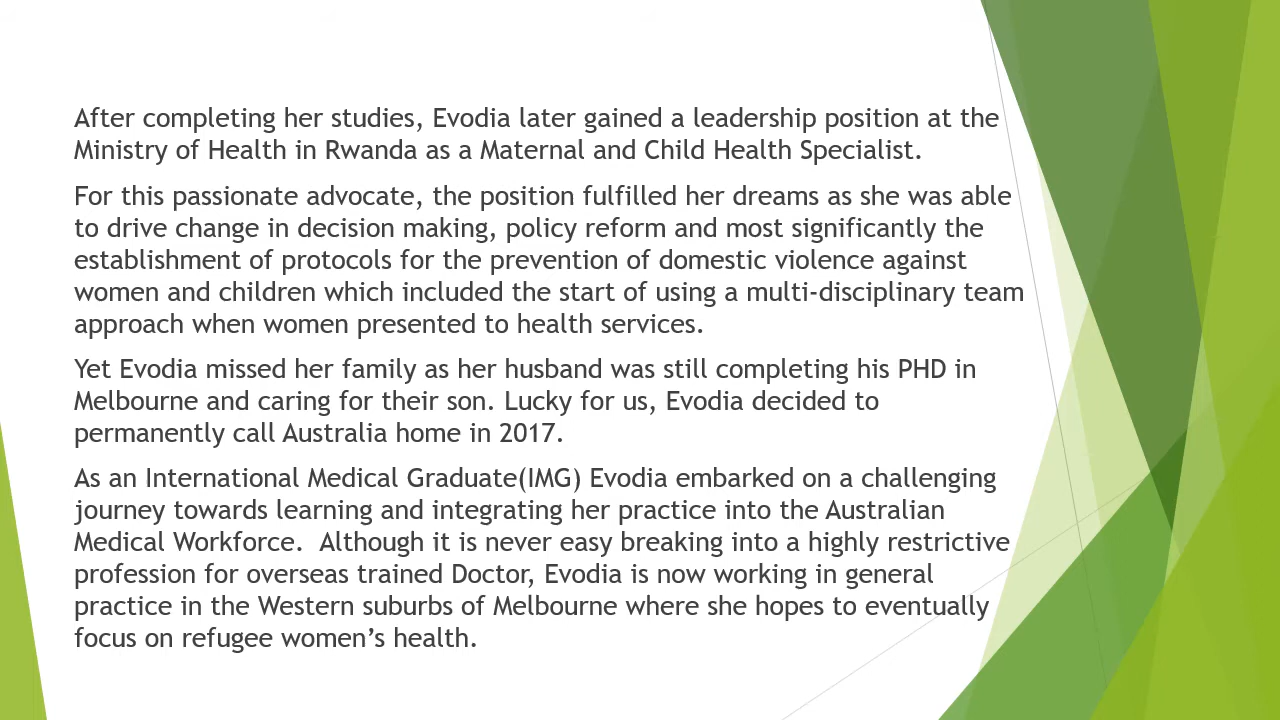 After completing her studies, Evodia later gained a leadership position at the
Ministry of Health in Rwanda as a Maternal and Child Health Specialist.
For this passionate advocate, the position fulfilled her dreams as she was able
to drive change in decision making, policy reform and most significantly the
establishment of protocols for the prevention of domestic violence against
women and children which included the start of using a multi-disciplinary team
approach when women presented to health services.
Yet Evodia missed her family as her husband was still completing his PHD in
Melbourne and caring for their son. Lucky for us, Evodia decided to
permanently call Australia home in 2017.
As an International Medical Graduate(IMG) Evodia embarked on a challenging
journey towards learning and integrating her practice into the Australian
Medical Workforce.  Although it is never easy breaking into a highly restrictive
profession for overseas trained Doctor, Evodia is now working in general
practice in the Western suburbs of Melbourne where she hopes to eventually
focus on refugee women’s health.